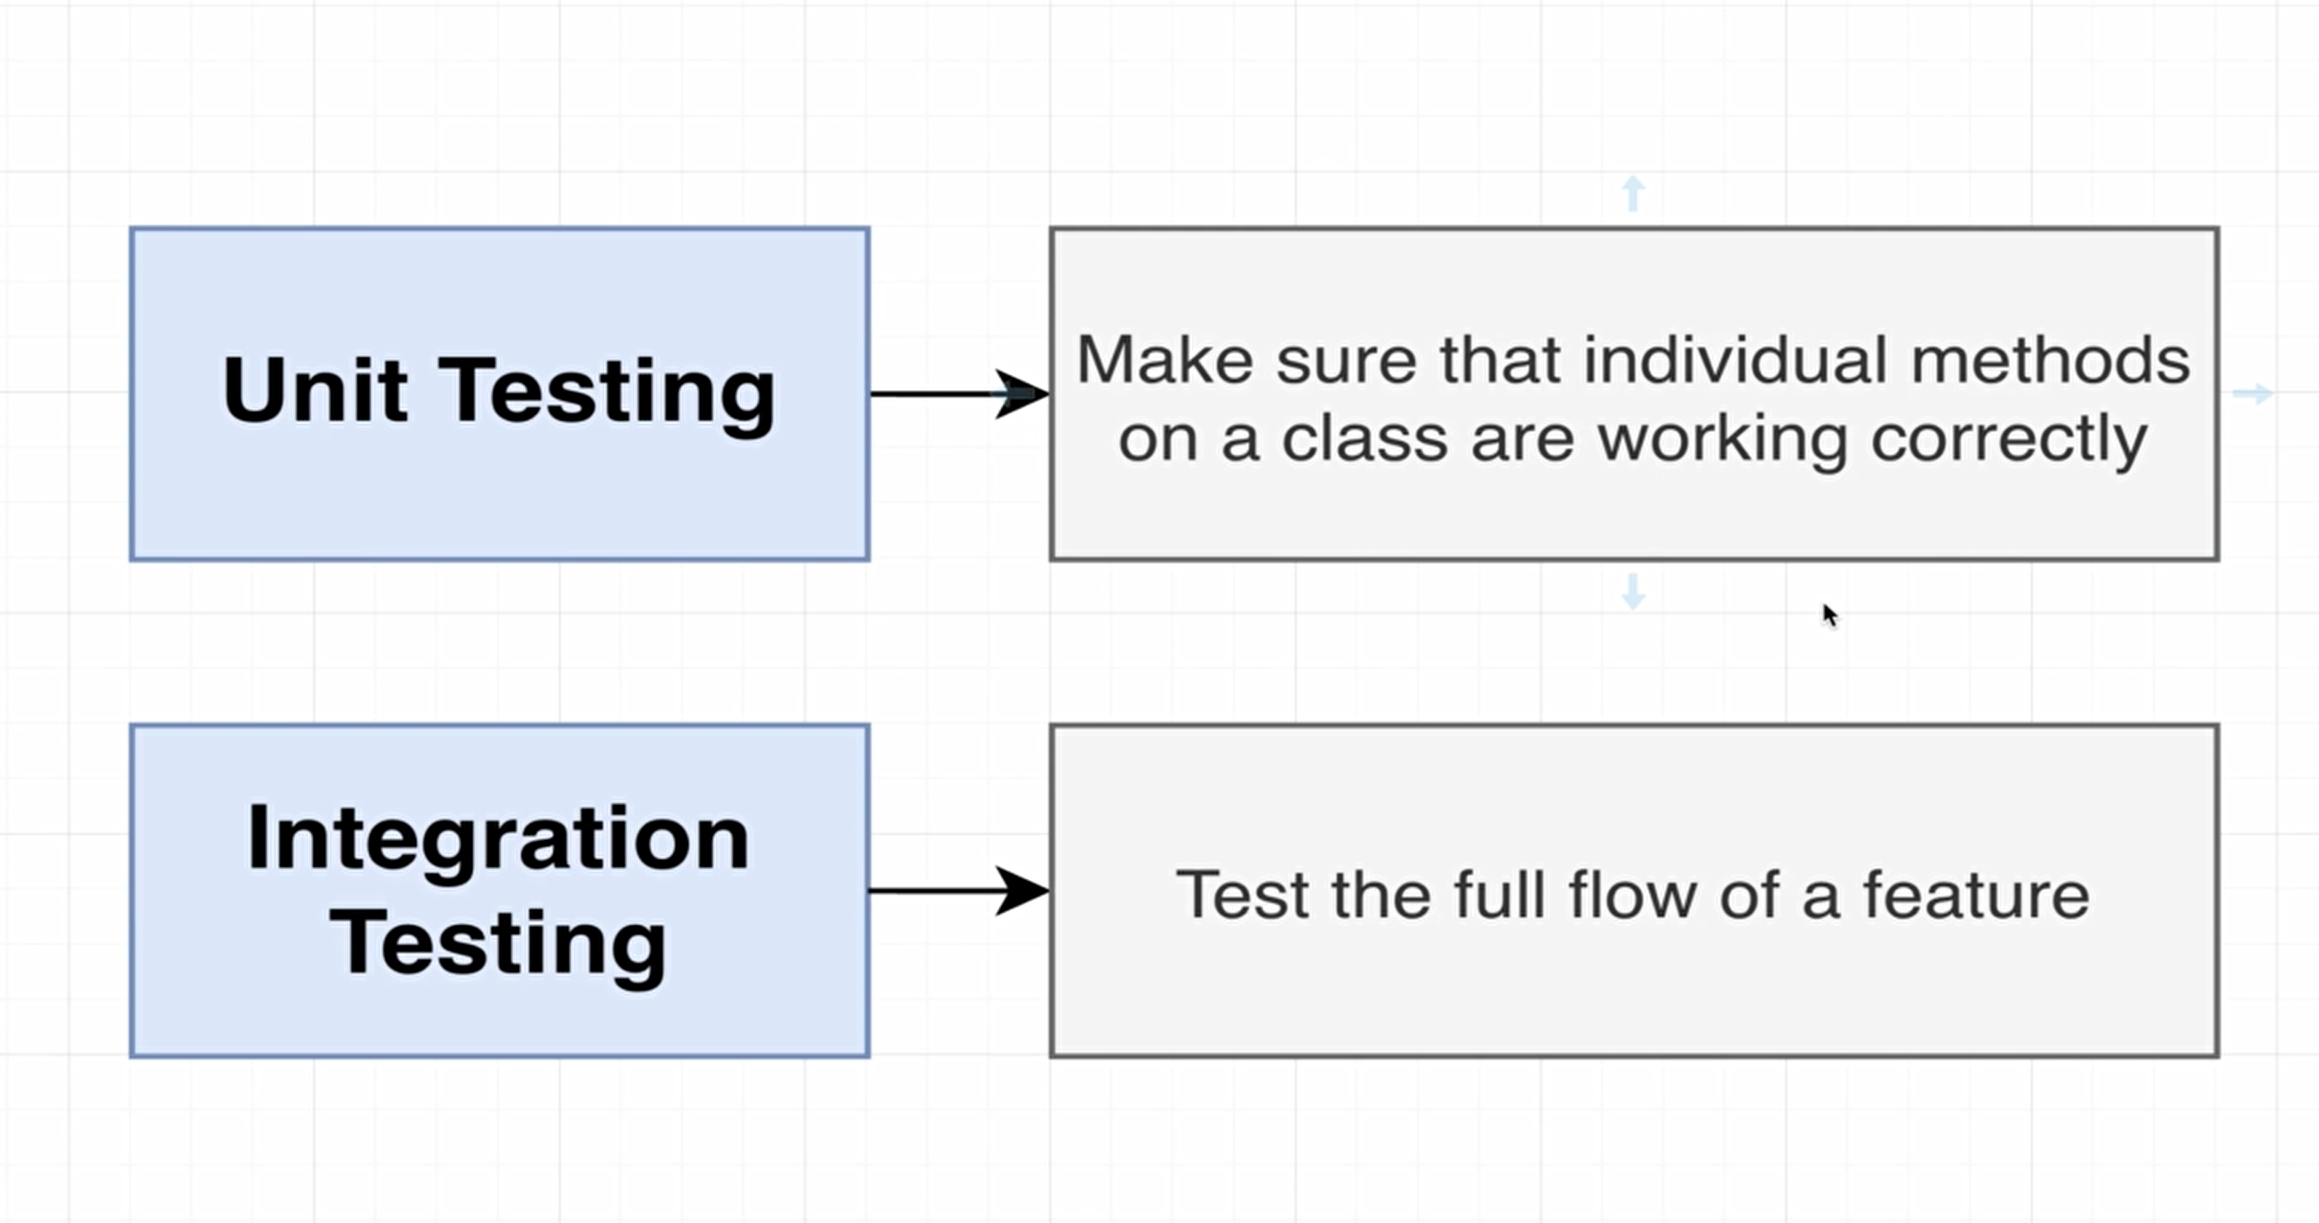 Unit Testing
Make sure that individual methods
on a class are working correctly
Integration
Testing
Test the full flow of a feature